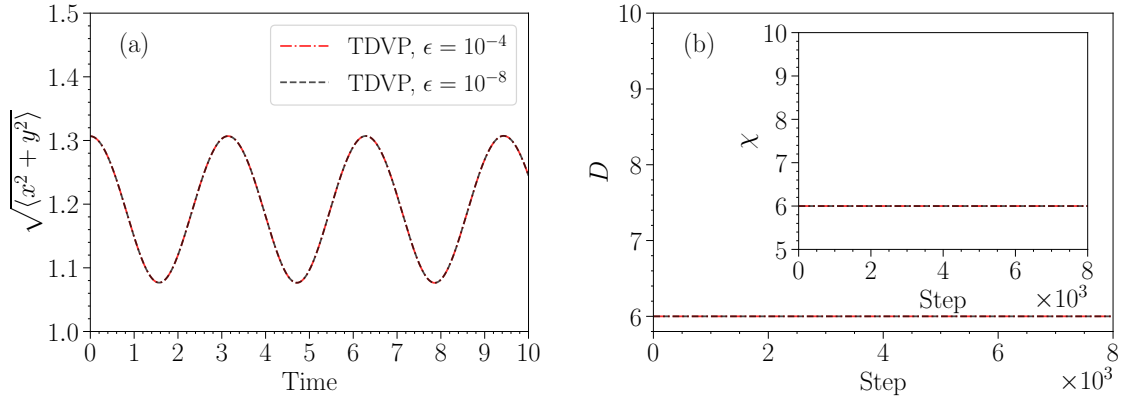 (a)
TDVP, ϵ = 10⁻⁴
TDVP, ϵ = 10⁻⁸
√⟨x² + y²⟩
1.5
1.4
1.3
1.2
1.1
1.0
0 1 2 3 4 5 6 7 8 9 10
Time
(b)
D
10
9
8
7
6
0 2 4 6 8
Step
×10³
χ
10
9
8
7
6
5
0 2 4 6 8
Step
×10³